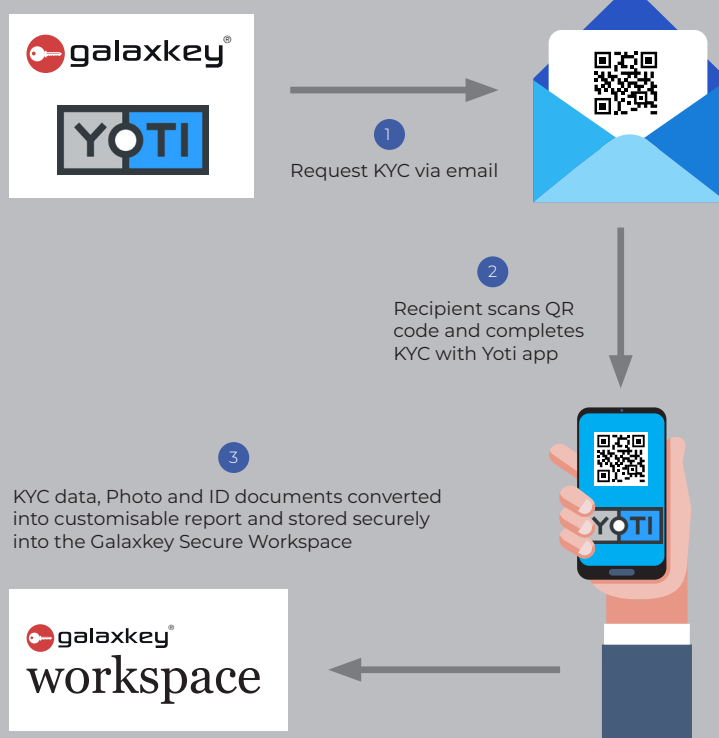 galaxkey®
YOTI
1
Request KYC via email
2
Recipient scans QR
code and completes
KYC with Yoti app
YOTI
3
KYC data, Photo and ID documents converted
into customisable report and stored securely
into the Galaxkey Secure Workspace
galaxkey®
workspace